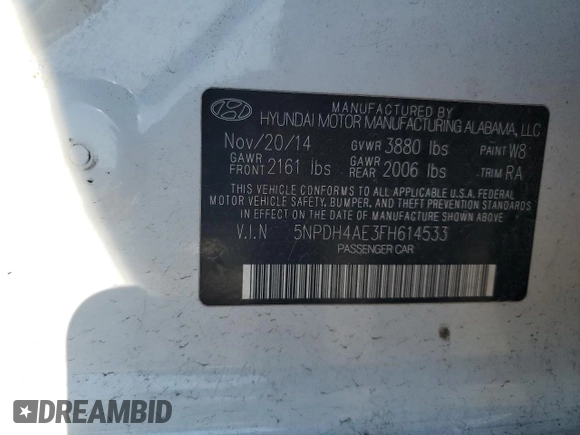 MANUFACTURED BY
HYUNDAI MOTOR MANUFACTURING ALABAMA, LLC
Nov/20/14 GVWR 3880 lbs PAINT W8
GAWR FRONT 2161 lbs GAWR REAR 2006 lbs TRIM RA
THIS VEHICLE CONFORMS TO ALL APPLICABLE U.S.A. FEDERAL
MOTOR VEHICLE SAFETY, BUMPER, AND THEFT PREVENTION STANDARDS
IN EFFECT ON THE DATE OF MANUFACTURE SHOWN ABOVE.
V.I.N 5NPDH4AE3FH614533
PASSENGER CAR
DREAMBID